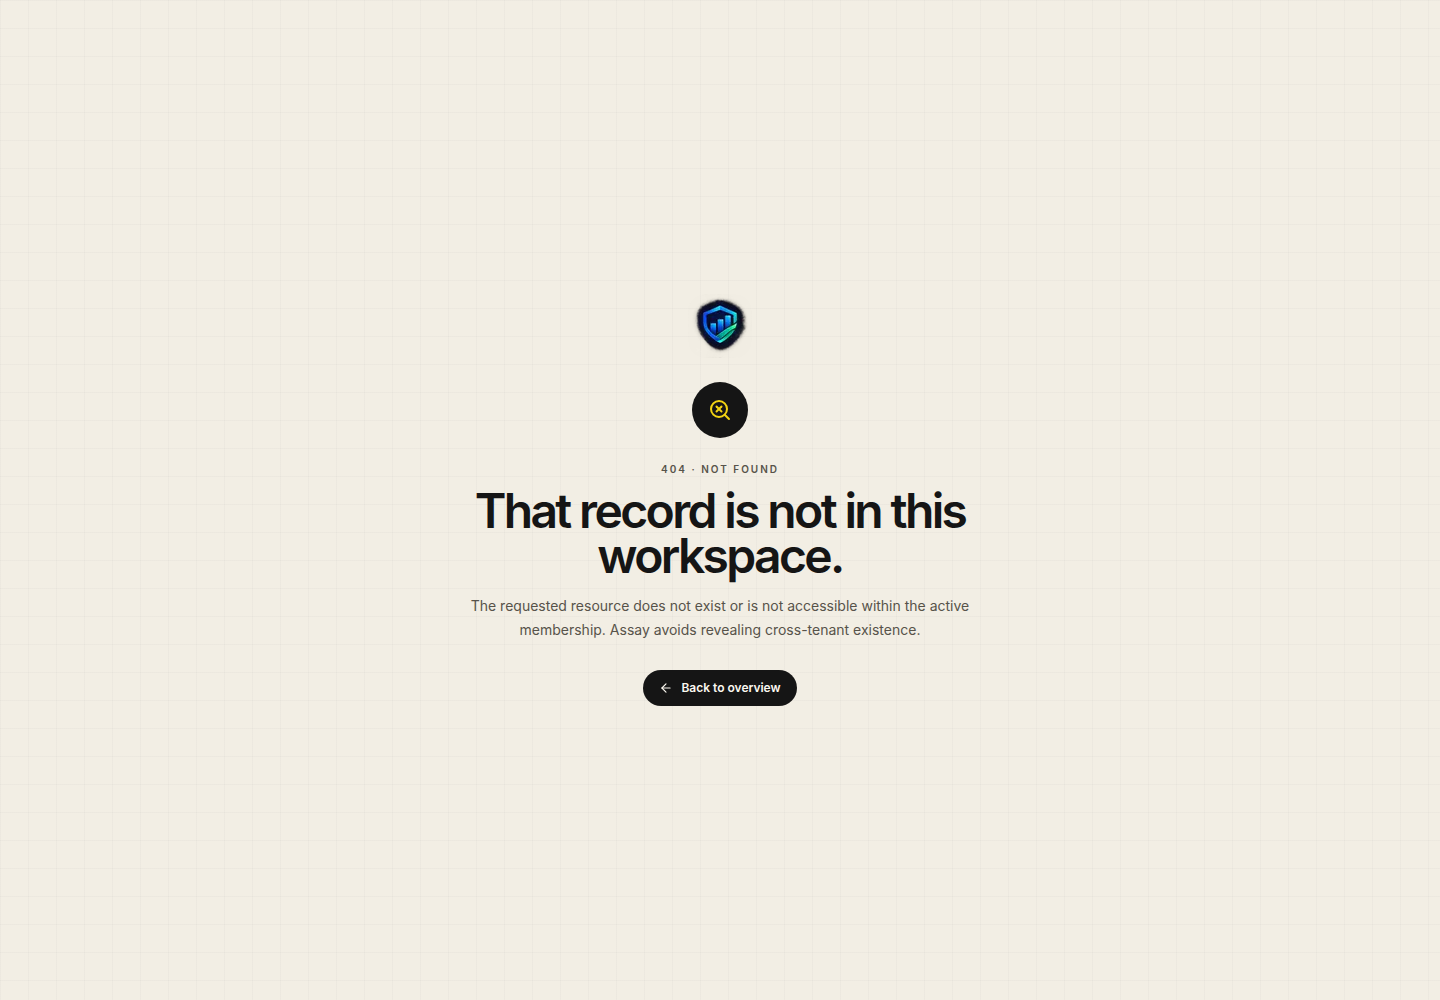 404 · NOT FOUND
That record is not in this
workspace.
The requested resource does not exist or is not accessible within the active
membership. Assay avoids revealing cross-tenant existence.
Back to overview